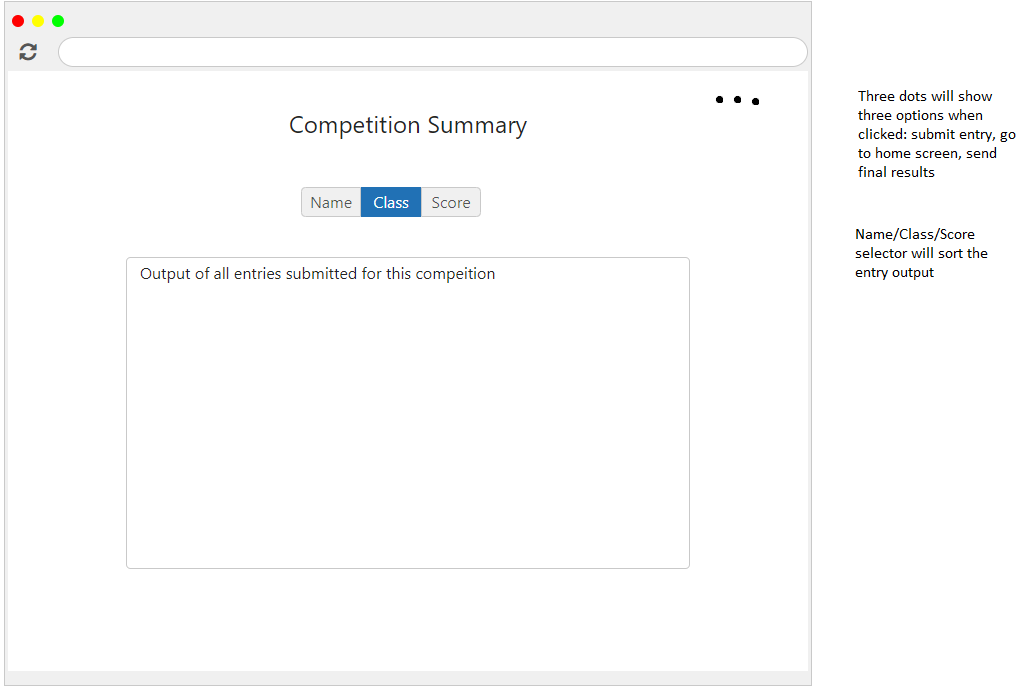 Competition Summary
Name Class Score
Output of all entries submitted for this compeition
Three dots will show
three options when
clicked: submit entry, go
to home screen, send
final results
Name/Class/Score
selector will sort the
entry output